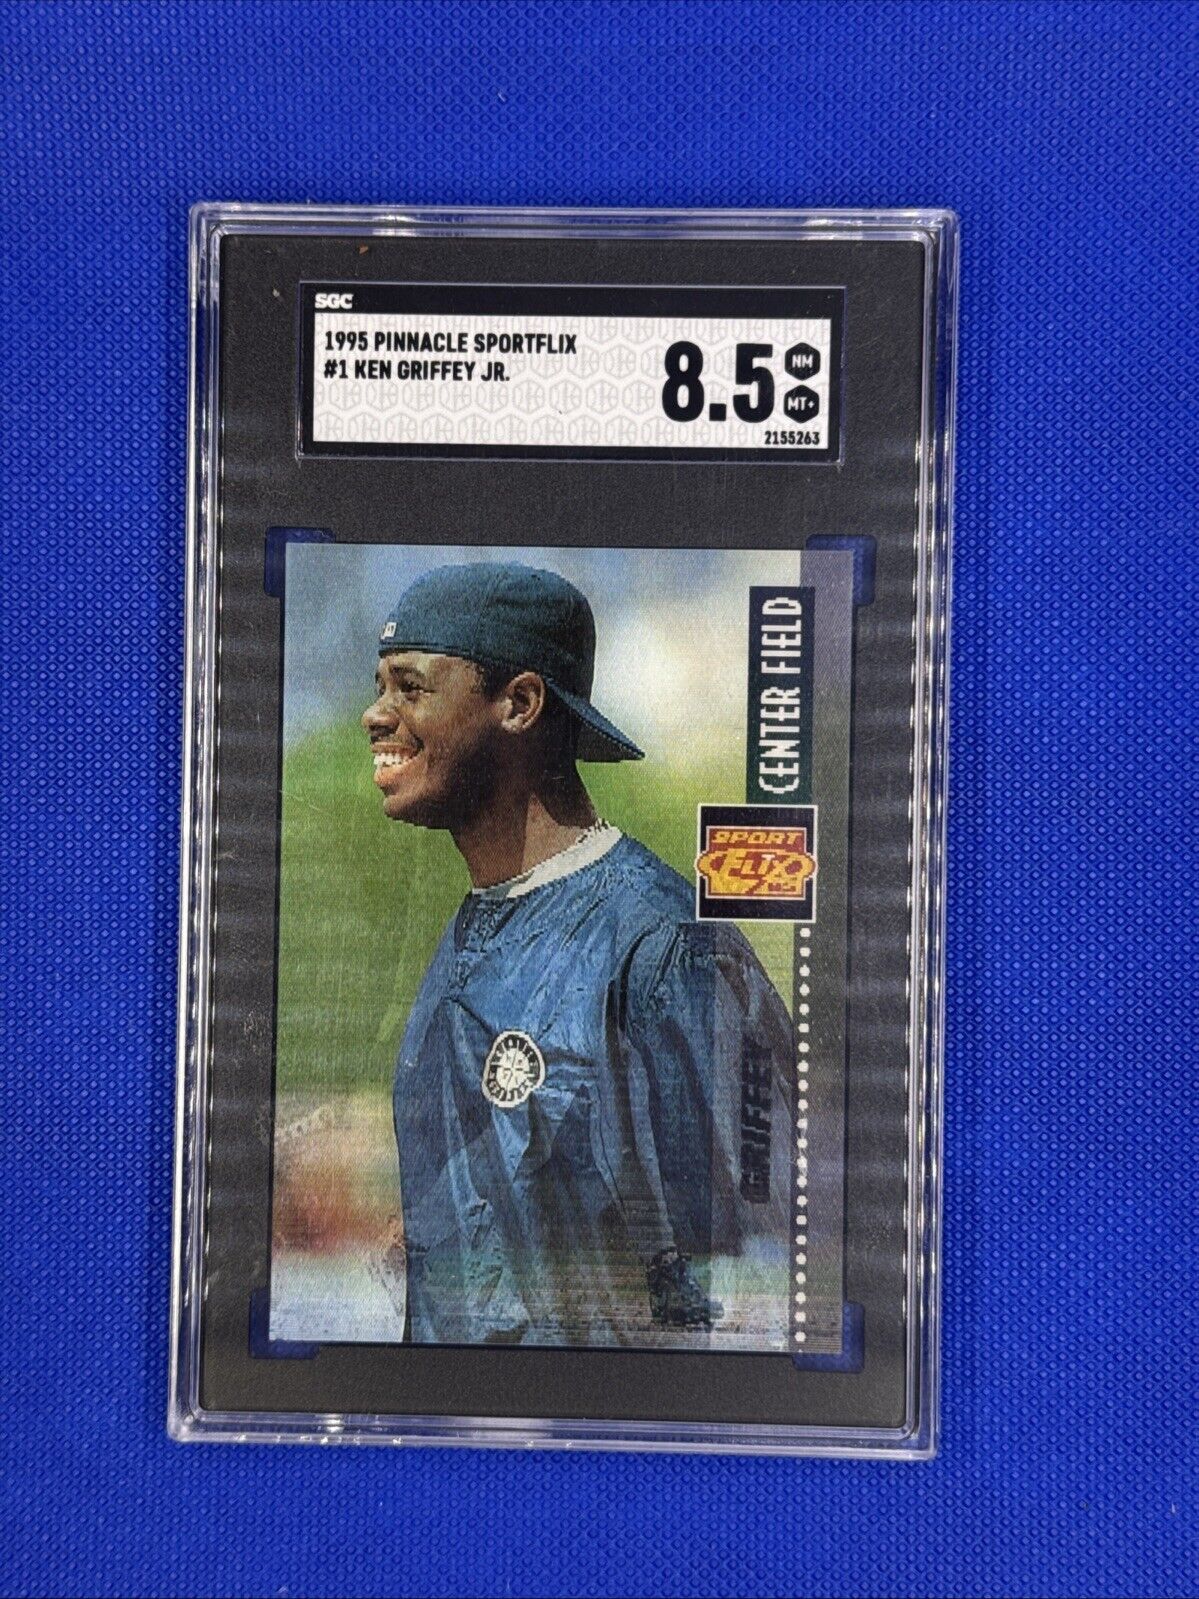 SGC
1995 PINNACLE SPORTFLIX
#1 KEN GRIFFEY JR.
8.5
NM
MT+
2155263
CENTER FIELD
SPORT
FLIX
GRIFFEY